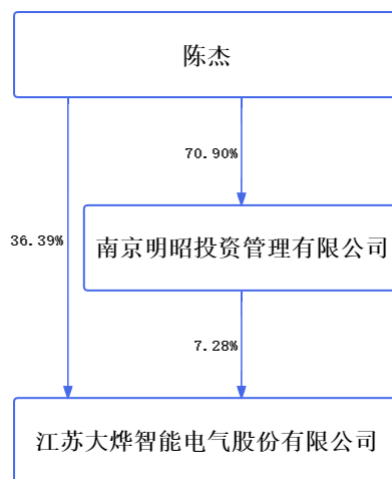 陈杰
70.90%
36.39%
南京明昭投资管理有限公司
7.28%
江苏大烨智能电气股份有限公司